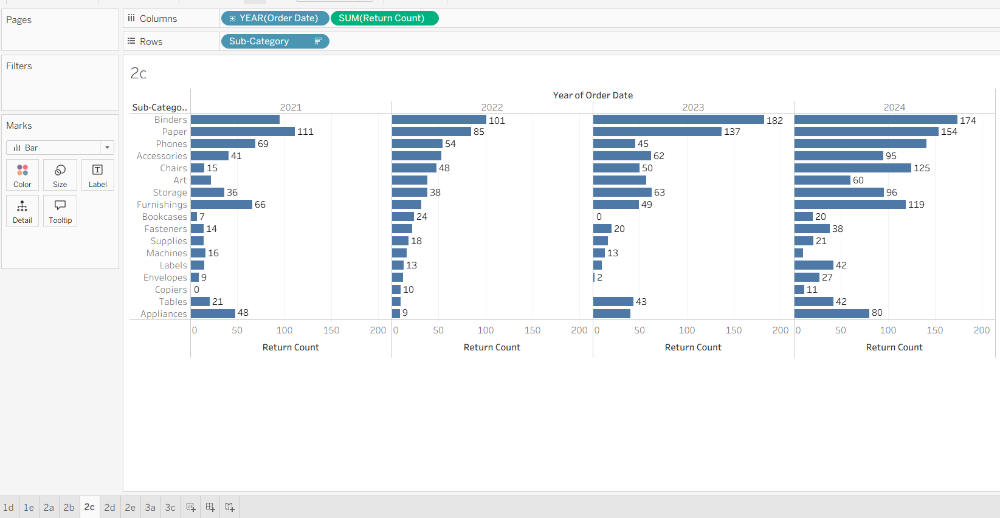 Pages
Columns YEAR(Order Date) SUM(Return Count)
Rows Sub-Category
Filters
Marks
Bar
Color Size Label
Detail Tooltip
2c
Year of Order Date
Sub-Catego.. 2021 2022 2023 2024
Binders 101 182 174
Paper 111 85 137 154
Phones 69 54 45
Accessories 41 62 95
Chairs 15 48 50 125
Art 60
Storage 36 38 63 96
Furnishings 66 49 119
Bookcases 7 24 0 20
Fasteners 14 20 38
Supplies 18 21
Machines 16 13
Labels 13 42
Envelopes 9 2 27
Copiers 0 10 11
Tables 21 43 42
Appliances 48 9 80
0 50 100 150 200 0 50 100 150 200 0 50 100 150 200 0 50 100 150 200
Return Count Return Count Return Count Return Count
1d 1e 2a 2b 2c 2d 2e 3a 3c